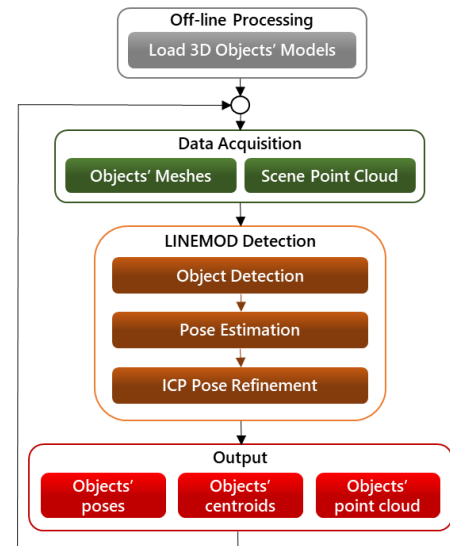 Off-line Processing
Load 3D Objects' Models
Data Acquisition
Objects' Meshes
Scene Point Cloud
LINEMOD Detection
Object Detection
Pose Estimation
ICP Pose Refinement
Output
Objects'
poses
Objects'
centroids
Objects'
point cloud